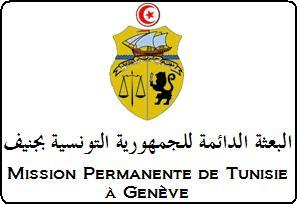 البعثة الدائمة للجمهورية التونسية بجنيف
Mission Permanente de Tunisie
à Genève